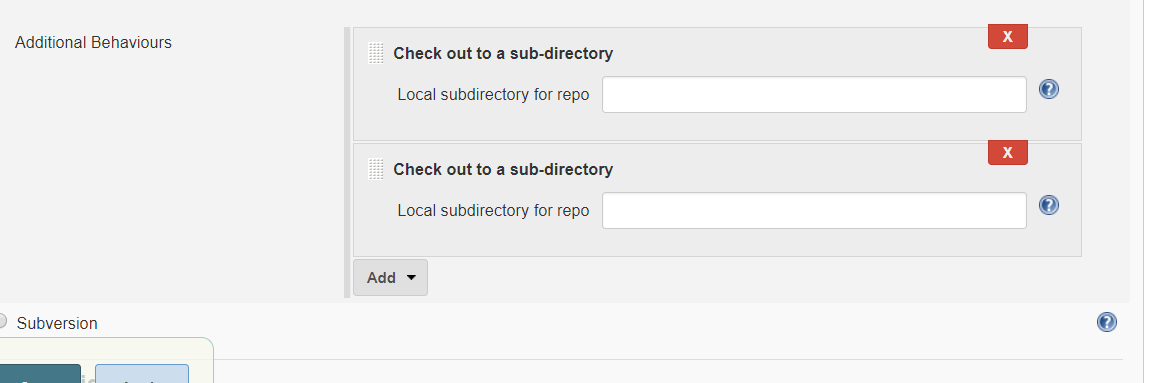 Additional Behaviours
X
Check out to a sub-directory
Local subdirectory for repo
?
X
Check out to a sub-directory
Local subdirectory for repo
?
Add
Subversion
?